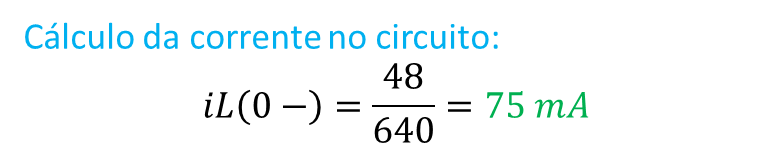 Cálculo da corrente no circuito:
iL(0 −) = 48/640 = 75 mA